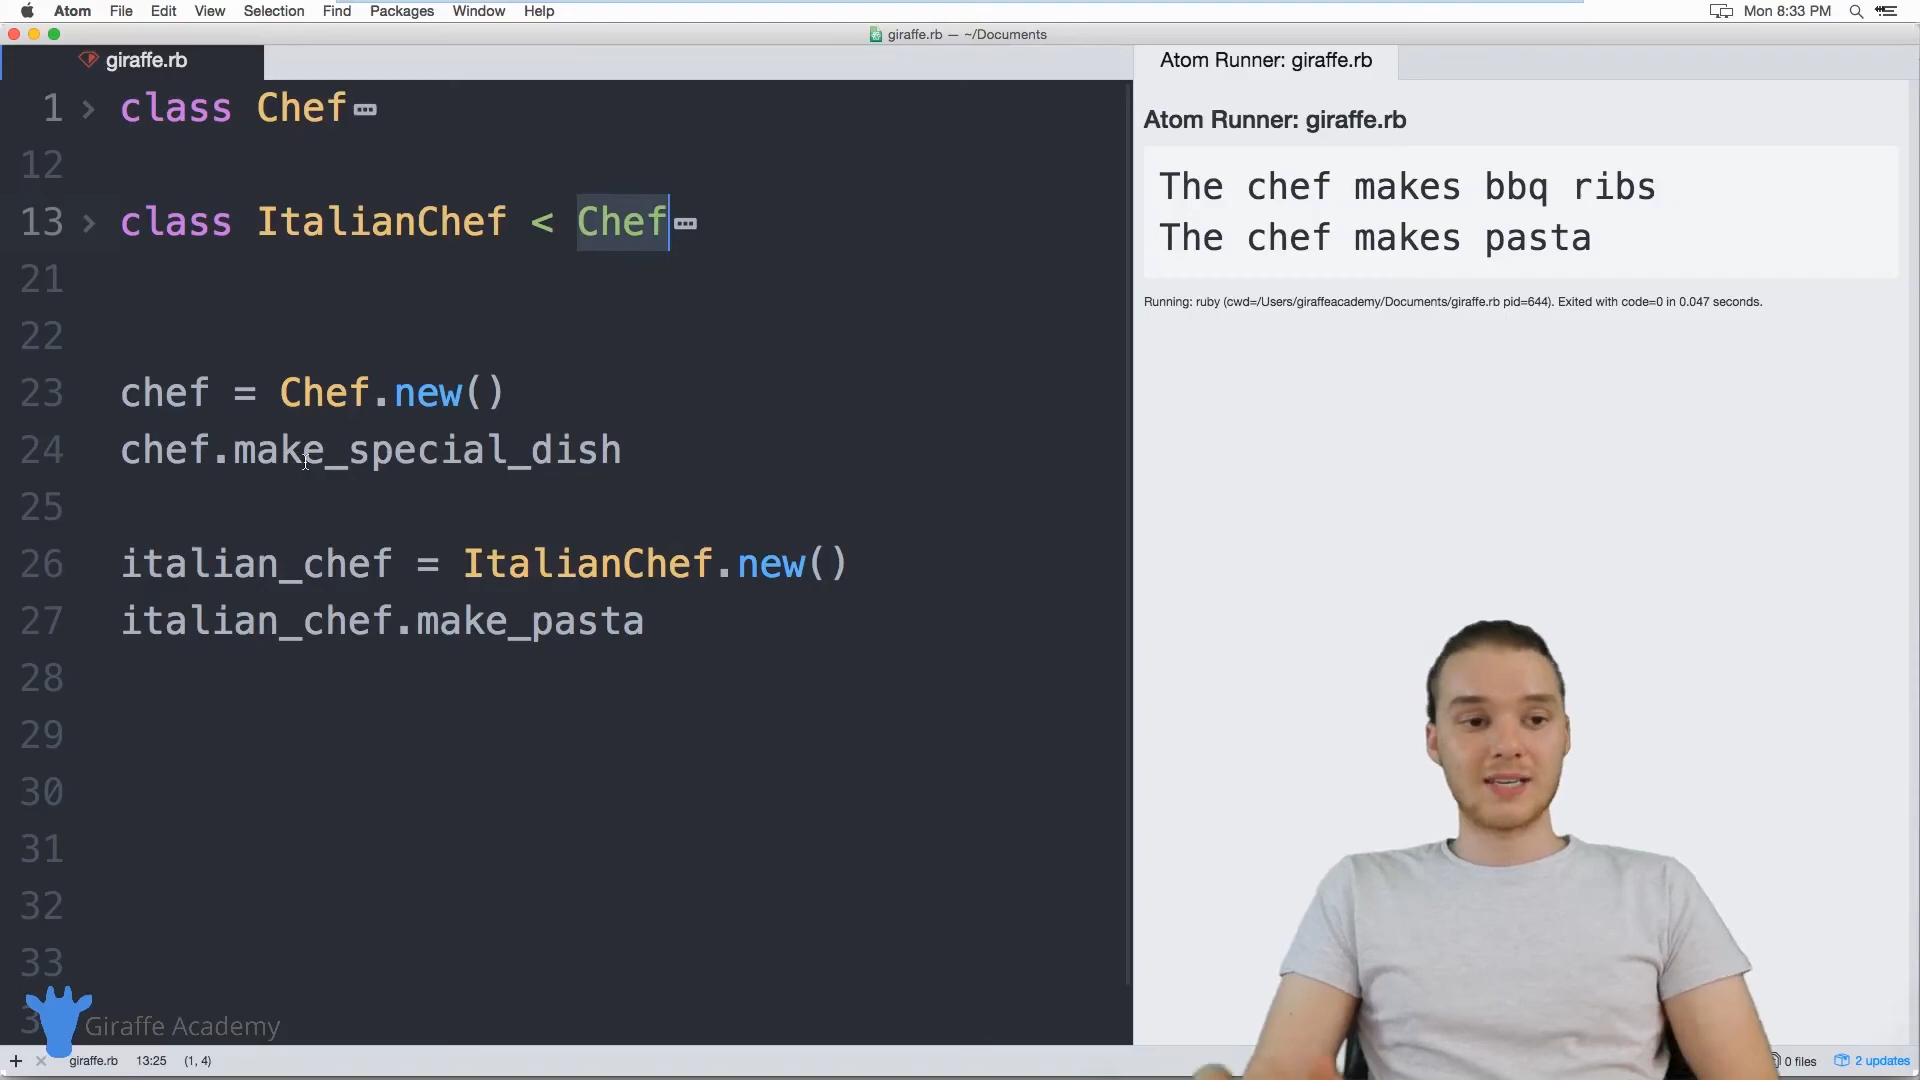 Atom File Edit View Selection Find Packages Window Help Mon 8:33 PM
giraffe.rb — ~/Documents
giraffe.rb
Atom Runner: giraffe.rb
1 class Chef
12
13 class ItalianChef < Chef
21
22
23 chef = Chef.new()
24 chef.make_special_dish
25
26 italian_chef = ItalianChef.new()
27 italian_chef.make_pasta
28
29
30
31
32
33
Atom Runner: giraffe.rb
The chef makes bbq ribs
The chef makes pasta
Running: ruby (cwd=/Users/giraffeacademy/Documents/giraffe.rb pid=644). Exited with code=0 in 0.047 seconds.
Giraffe Academy
giraffe.rb 13:25 (1, 4)
0 files 2 updates